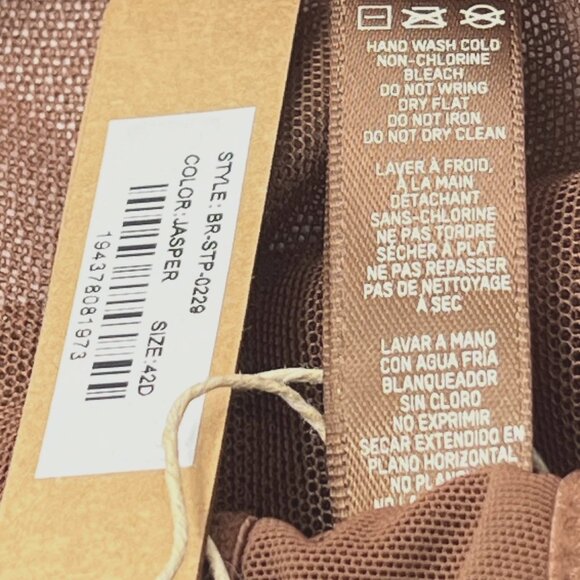 STYLE: BR-STP-0229
COLOR:JASPER SIZE:42D
194378081973
HAND WASH COLD
NON-CHLORINE
BLEACH
DO NOT WRING
DRY FLAT
DO NOT IRON
DO NOT DRY CLEAN
LAVER À FROID,
À LA MAIN
DÉTACHANT
SANS-CHLORINE
NE PAS TORDRE
SÉCHER À PLAT
NE PAS REPASSER
PAS DE NETTOYAGE
À SEC
LAVAR A MANO
CON AGUA FRÍA
BLANQUEADOR
SIN CLORO
NO EXPRIMIR
SECAR EXTENDIDO EN
PLANO HORIZONTAL
NO